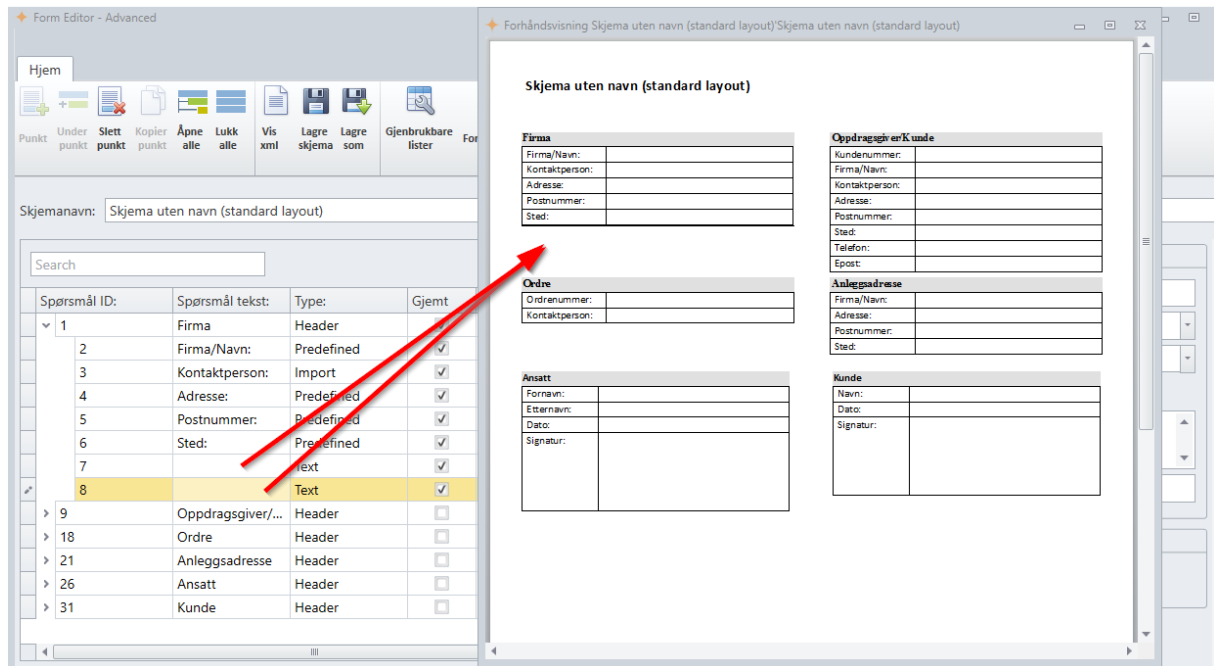 Form Editor - Advanced
Hjem
Punkt
Under punkt
Slett punkt
Kopier punkt
Åpne alle
Lukk alle
Vis xml
Lagre skjema
Lagre som
Gjenbrukbare lister
For
Skjemanavn: Skjema uten navn (standard layout)
Search
Spørsmål ID: Spørsmål tekst: Type: Gjemt
1 Firma Header
2 Firma/Navn: Predefined
3 Kontaktperson: Import
4 Adresse: Predefined
5 Postnummer: Predefined
6 Sted: Predefined
7 Text
8 Text
9 Oppdragsgiver/... Header
18 Ordre Header
21 Anleggsadresse Header
26 Ansatt Header
31 Kunde Header
Forhåndsvisning Skjema uten navn (standard layout)'Skjema uten navn (standard layout)
Skjema uten navn (standard layout)
Firma
Firma/Navn:
Kontaktperson:
Adresse:
Postnummer:
Sted:
Oppdragsgiver/Kunde
Kundenummer:
Firma/Navn:
Kontaktperson:
Adresse:
Postnummer:
Sted:
Telefon:
Epost:
Ordre
Ordrenummer:
Kontaktperson:
Anleggsadresse
Firma/Navn:
Adresse:
Postnummer:
Sted:
Ansatt
Fornavn:
Etternavn:
Dato:
Signatur:
Kunde
Navn:
Dato:
Signatur: